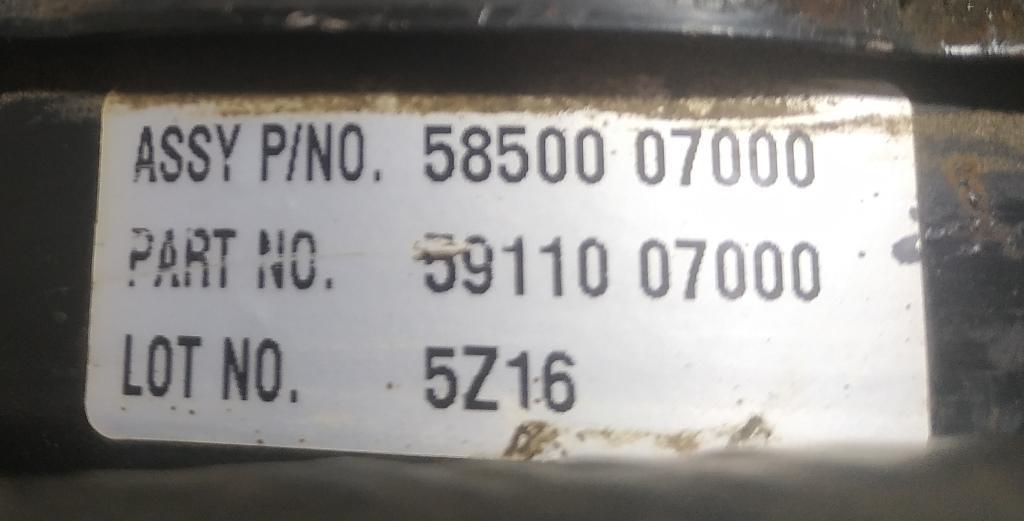 ASSY P/NO. 58500 07000
PART NO. 59110 07000
LOT NO. 5Z16